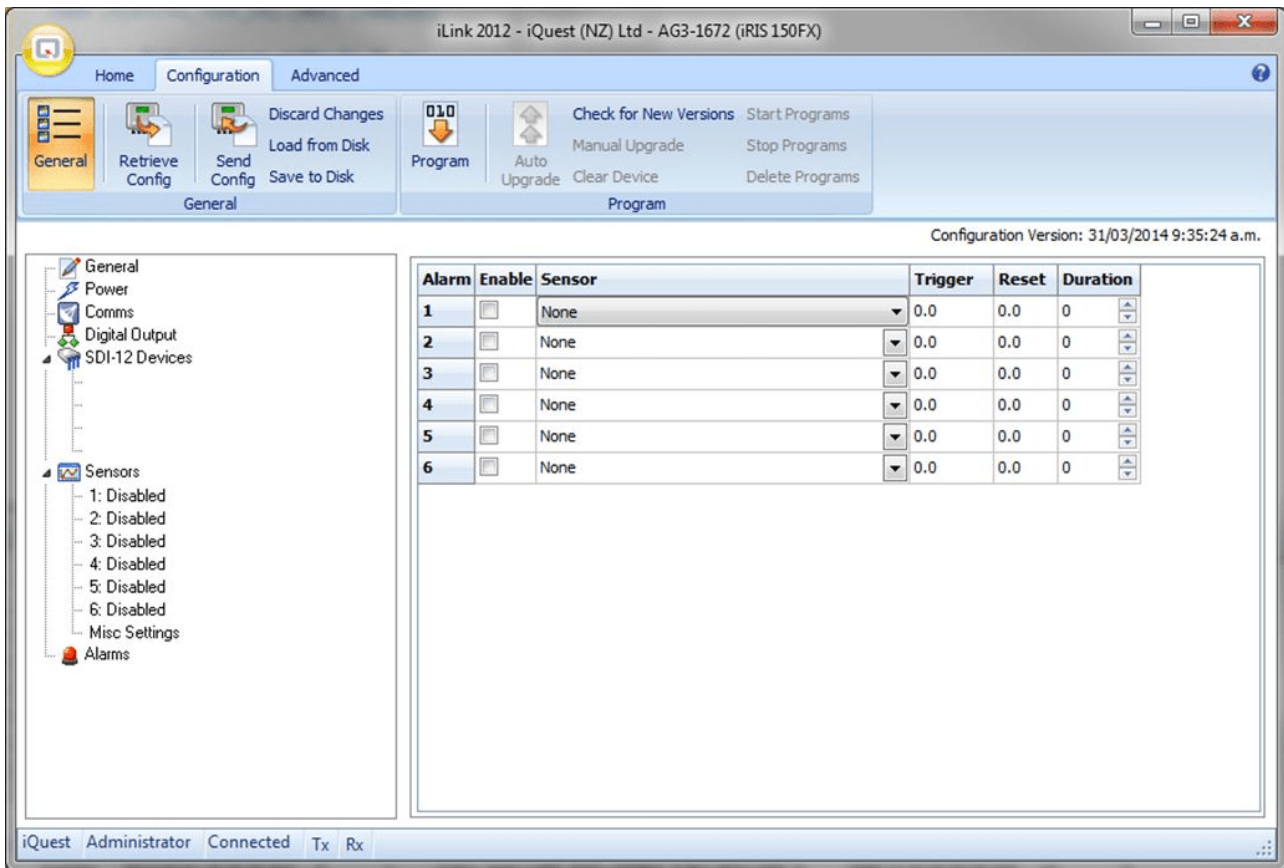 iLink 2012 - iQuest (NZ) Ltd - AG3-1672 (iRIS 150FX)
Home Configuration Advanced
General
Retrieve Config
Send Config
Discard Changes
Load from Disk
Save to Disk
General
010
Program
Auto Upgrade
Check for New Versions
Manual Upgrade
Clear Device
Start Programs
Stop Programs
Delete Programs
Program
Configuration Version: 31/03/2014 9:35:24 a.m.
General
Power
Comms
Digital Output
SDI-12 Devices
Sensors
1: Disabled
2: Disabled
3: Disabled
4: Disabled
5: Disabled
6: Disabled
Misc Settings
Alarms
Alarm Enable Sensor Trigger Reset Duration
1 None 0.0 0.0 0
2 None 0.0 0.0 0
3 None 0.0 0.0 0
4 None 0.0 0.0 0
5 None 0.0 0.0 0
6 None 0.0 0.0 0
iQuest Administrator Connected Tx Rx